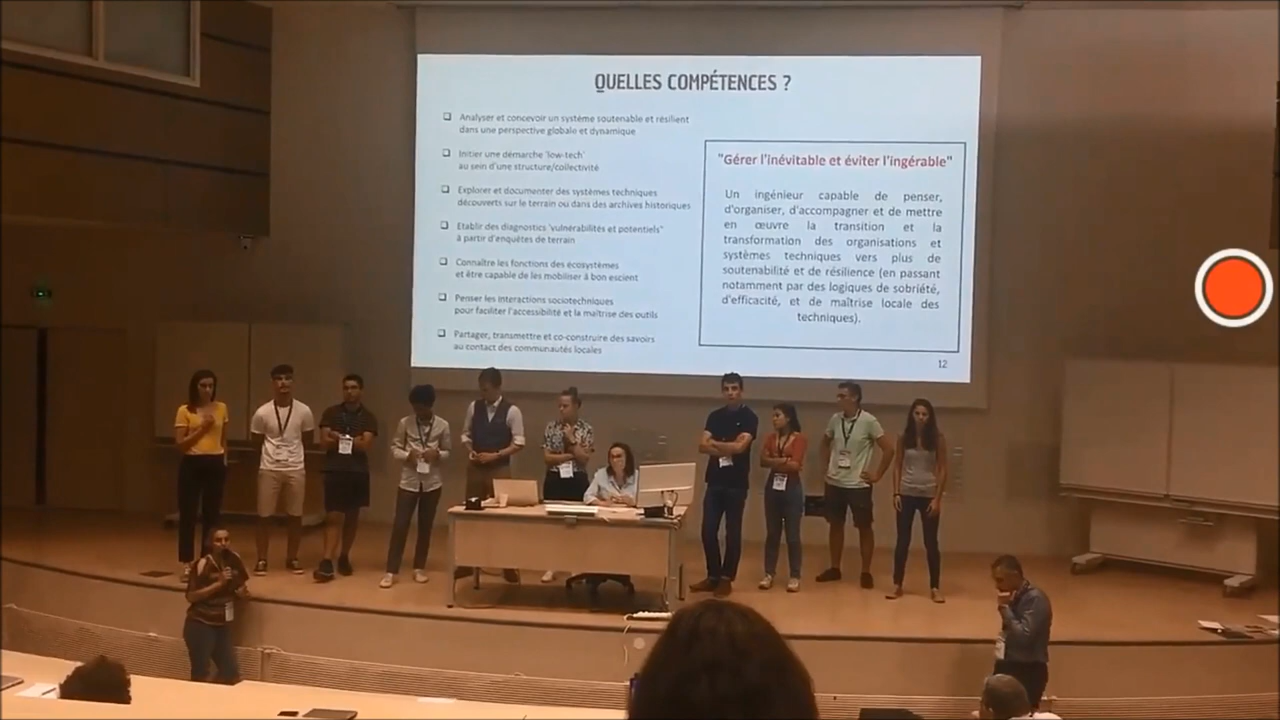 QUELLES COMPÉTENCES ?
Analyser et concevoir un système soutenable et résilient
dans une perspective globale et dynamique
Initier une démarche 'low-tech'
au sein d'une structure/collectivité
Explorer et documenter des systèmes techniques
découverts sur le terrain ou dans des archives historiques
Etablir des diagnostics 'vulnérabilités et potentiels"
à partir d'enquêtes de terrain
Connaître les fonctions des écosystèmes
et être capable de les mobiliser à bon escient
Penser les interactions sociotechniques
pour faciliter l'accessibilité et la maîtrise des outils
Partager, transmettre et co-construire des savoirs
au contact des communautés locales
"Gérer l'inévitable et éviter l'ingérable"
Un ingénieur capable de penser,
d'organiser, d'accompagner et de mettre
en œuvre la transition et la
transformation des organisations et
systèmes techniques vers plus de
soutenabilité et de résilience (en passant
notamment par des logiques de sobriété,
d'efficacité, et de maîtrise locale des
techniques).
12